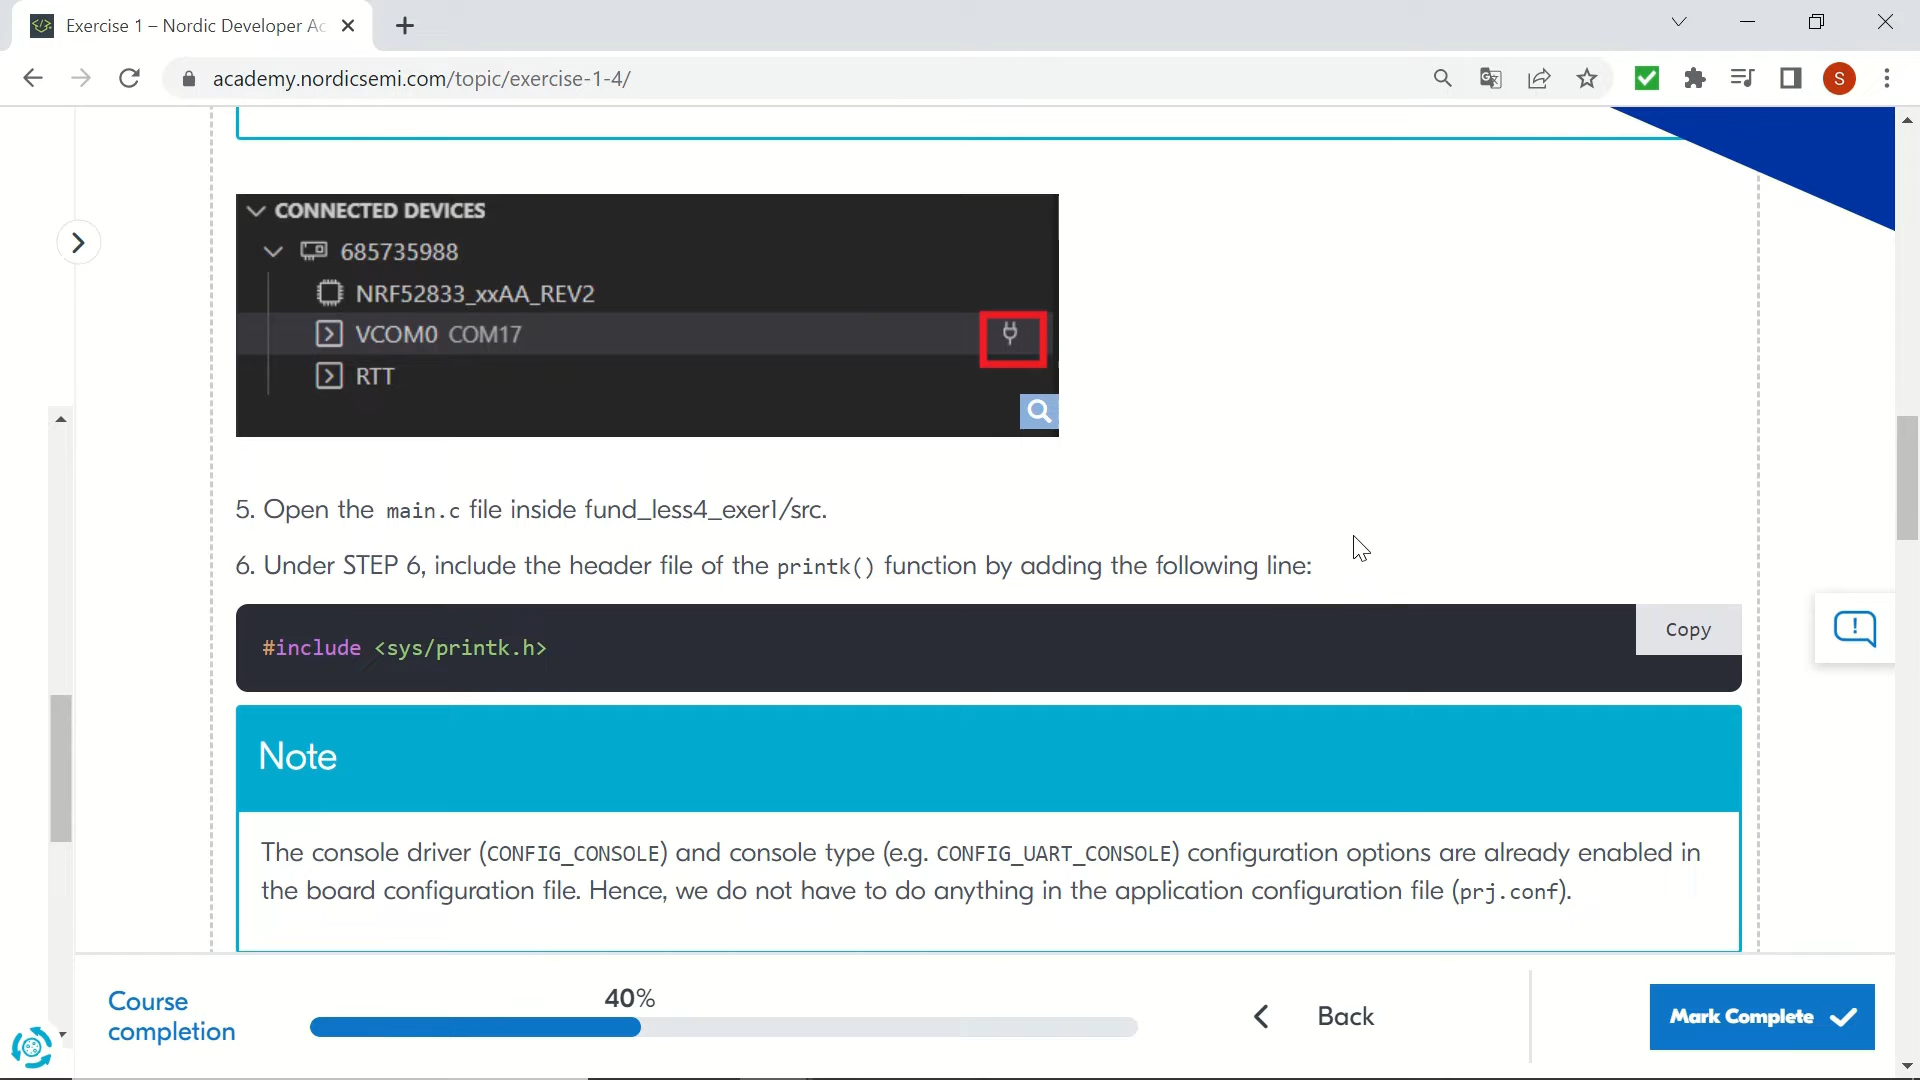 Exercise 1 – Nordic Developer Ac
academy.nordicsemi.com/topic/exercise-1-4/
S
CONNECTED DEVICES
685735988
NRF52833_xxAA_REV2
VCOM0 COM17
RTT
5. Open the main.c file inside fund_less4_exer1/src.
6. Under STEP 6, include the header file of the printk() function by adding the following line:
Copy
#include <sys/printk.h>
Note
The console driver (CONFIG_CONSOLE) and console type (e.g. CONFIG_UART_CONSOLE) configuration options are already enabled in
the board configuration file. Hence, we do not have to do anything in the application configuration file (prj.conf).
Course
completion
40%
Back
Mark Complete